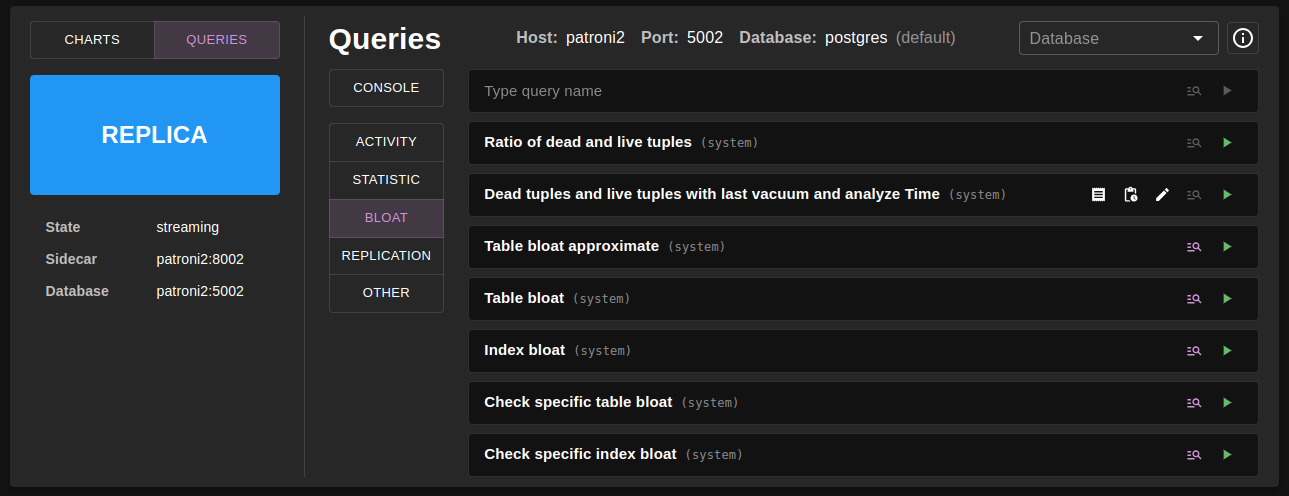 CHARTS
QUERIES
REPLICA
State streaming
Sidecar patroni2:8002
Database patroni2:5002
Queries
Host: patroni2 Port: 5002 Database: postgres (default)
Database
CONSOLE
ACTIVITY
STATISTIC
BLOAT
REPLICATION
OTHER
Type query name
Ratio of dead and live tuples (system)
Dead tuples and live tuples with last vacuum and analyze Time (system)
Table bloat approximate (system)
Table bloat (system)
Index bloat (system)
Check specific table bloat (system)
Check specific index bloat (system)